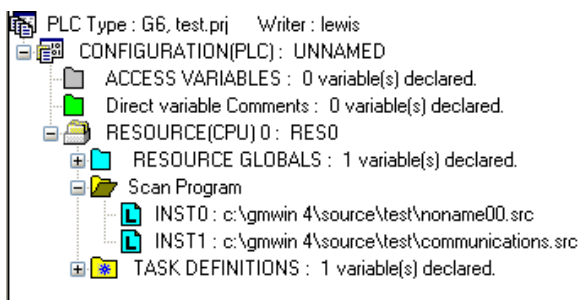 PLC Type : G6, test.prj Writer : lewis
CONFIGURATION(PLC) : UNNAMED
ACCESS VARIABLES : 0 variable(s) declared.
Direct variable Comments : 0 variable(s) declared.
RESOURCE(CPU) 0 : RES0
RESOURCE GLOBALS : 1 variable(s) declared.
Scan Program
L INST0 : c:\gmwin 4\source\test\noname00.src
L INST1 : c:\gmwin 4\source\test\communications.src
TASK DEFINITIONS : 1 variable(s) declared.